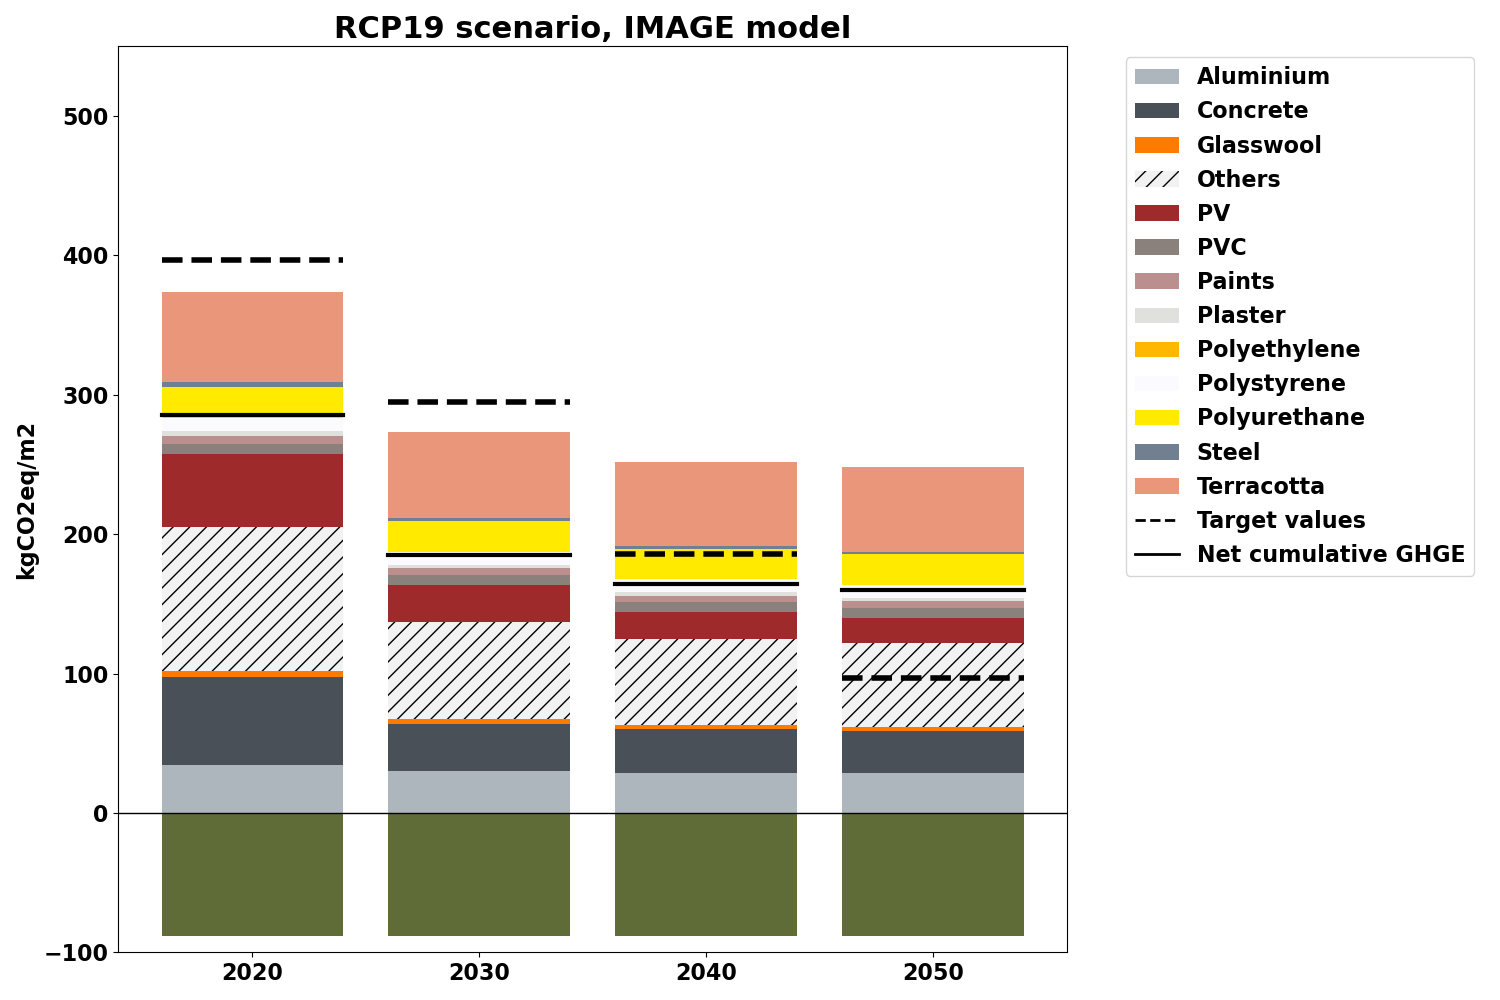 RCP19 scenario, IMAGE model
kgCO2eq/m2
500
400
300
200
100
0
−100
2020 2030 2040 2050
Aluminium
Concrete
Glasswool
Others
PV
PVC
Paints
Plaster
Polyethylene
Polystyrene
Polyurethane
Steel
Terracotta
Target values
Net cumulative GHGE